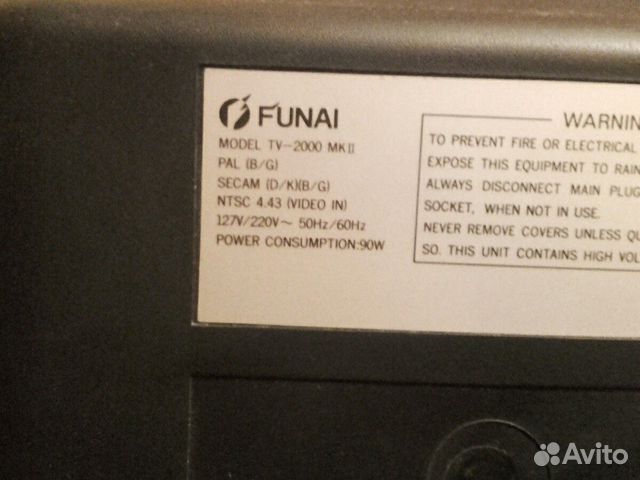 FUNAI
MODEL TV-2000 MKII
PAL (B/G)
SECAM (D/K)(B/G)
NTSC 4.43 (VIDEO IN)
127V/220V~ 50Hz/60Hz
POWER CONSUMPTION:90W
WARNIN
TO PREVENT FIRE OR ELECTRICAL
EXPOSE THIS EQUIPMENT TO RAIN
ALWAYS DISCONNECT MAIN PLUG
SOCKET, WHEN NOT IN USE.
NEVER REMOVE COVERS UNLESS QU
SO. THIS UNIT CONTAINS HIGH VOL
Avito